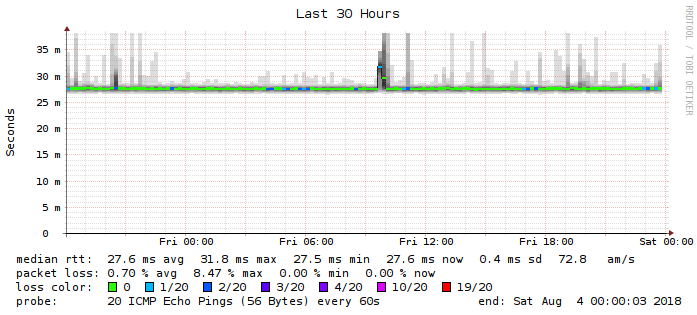 Last 30 Hours
RRDTOOL / TOBI OETIKER
Seconds
35 m
30 m
25 m
20 m
15 m
10 m
5 m
0
Fri 00:00 Fri 06:00 Fri 12:00 Fri 18:00 Sat 00:00
median rtt: 27.6 ms avg 31.8 ms max 27.5 ms min 27.6 ms now 0.4 ms sd 72.8 am/s
packet loss: 0.70 % avg 8.47 % max 0.00 % min 0.00 % now
loss color: 0 1/20 2/20 3/20 4/20 10/20 19/20
probe: 20 ICMP Echo Pings (56 Bytes) every 60s end: Sat Aug 4 00:00:03 2018